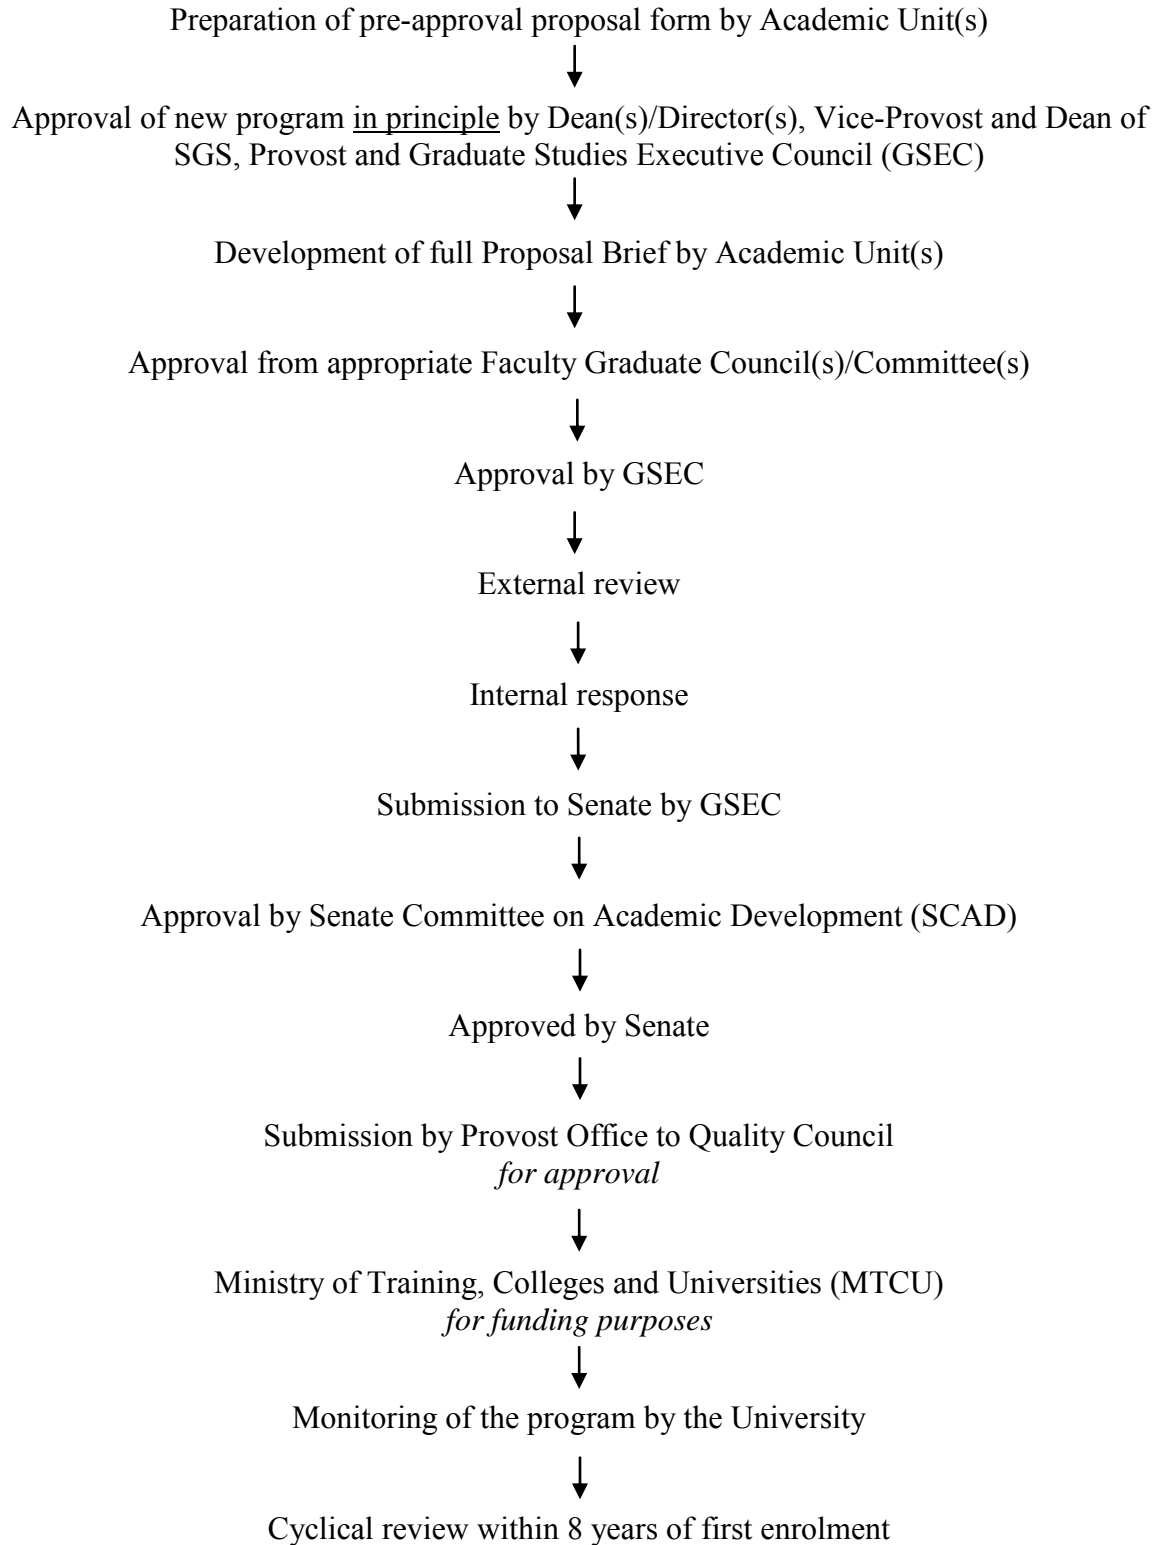 Preparation of pre-approval proposal form by Academic Unit(s)
Approval of new program in principle by Dean(s)/Director(s), Vice-Provost and Dean of
SGS, Provost and Graduate Studies Executive Council (GSEC)
Development of full Proposal Brief by Academic Unit(s)
Approval from appropriate Faculty Graduate Council(s)/Committee(s)
Approval by GSEC
External review
Internal response
Submission to Senate by GSEC
Approval by Senate Committee on Academic Development (SCAD)
Approved by Senate
Submission by Provost Office to Quality Council
for approval
Ministry of Training, Colleges and Universities (MTCU)
for funding purposes
Monitoring of the program by the University
Cyclical review within 8 years of first enrolment